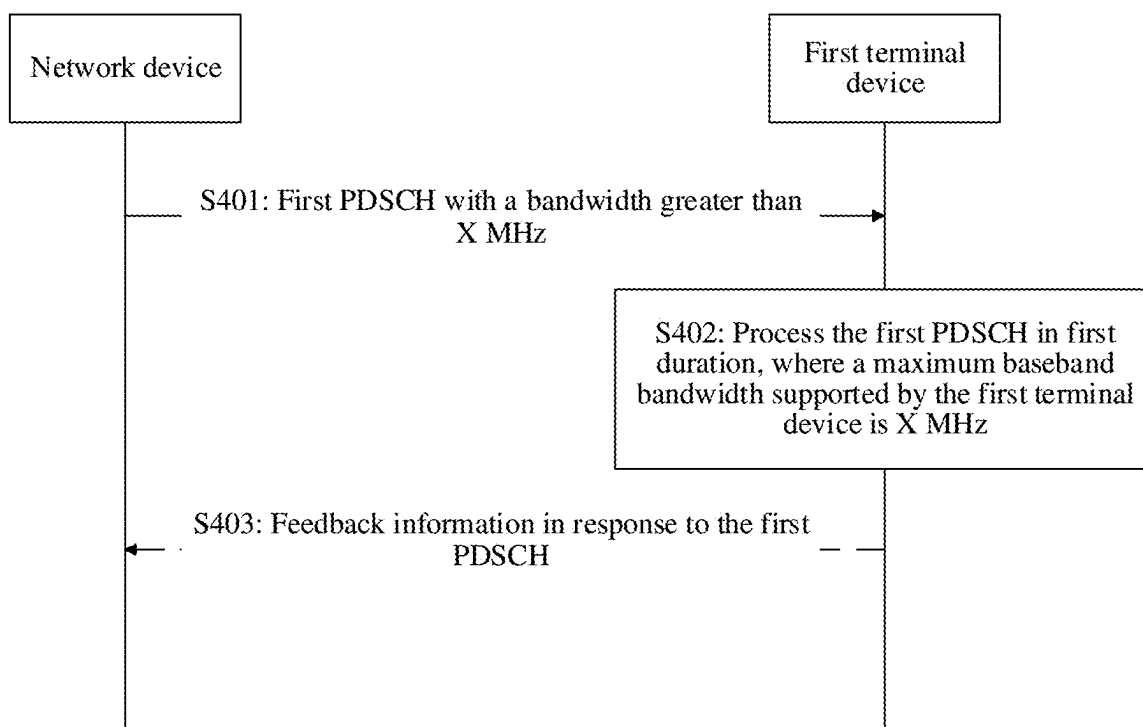 Network device
First terminal
device
S401: First PDSCH with a bandwidth greater than
X MHz
S402: Process the first PDSCH in first
duration, where a maximum baseband
bandwidth supported by the first terminal
device is X MHz
S403: Feedback information in response to the first
PDSCH